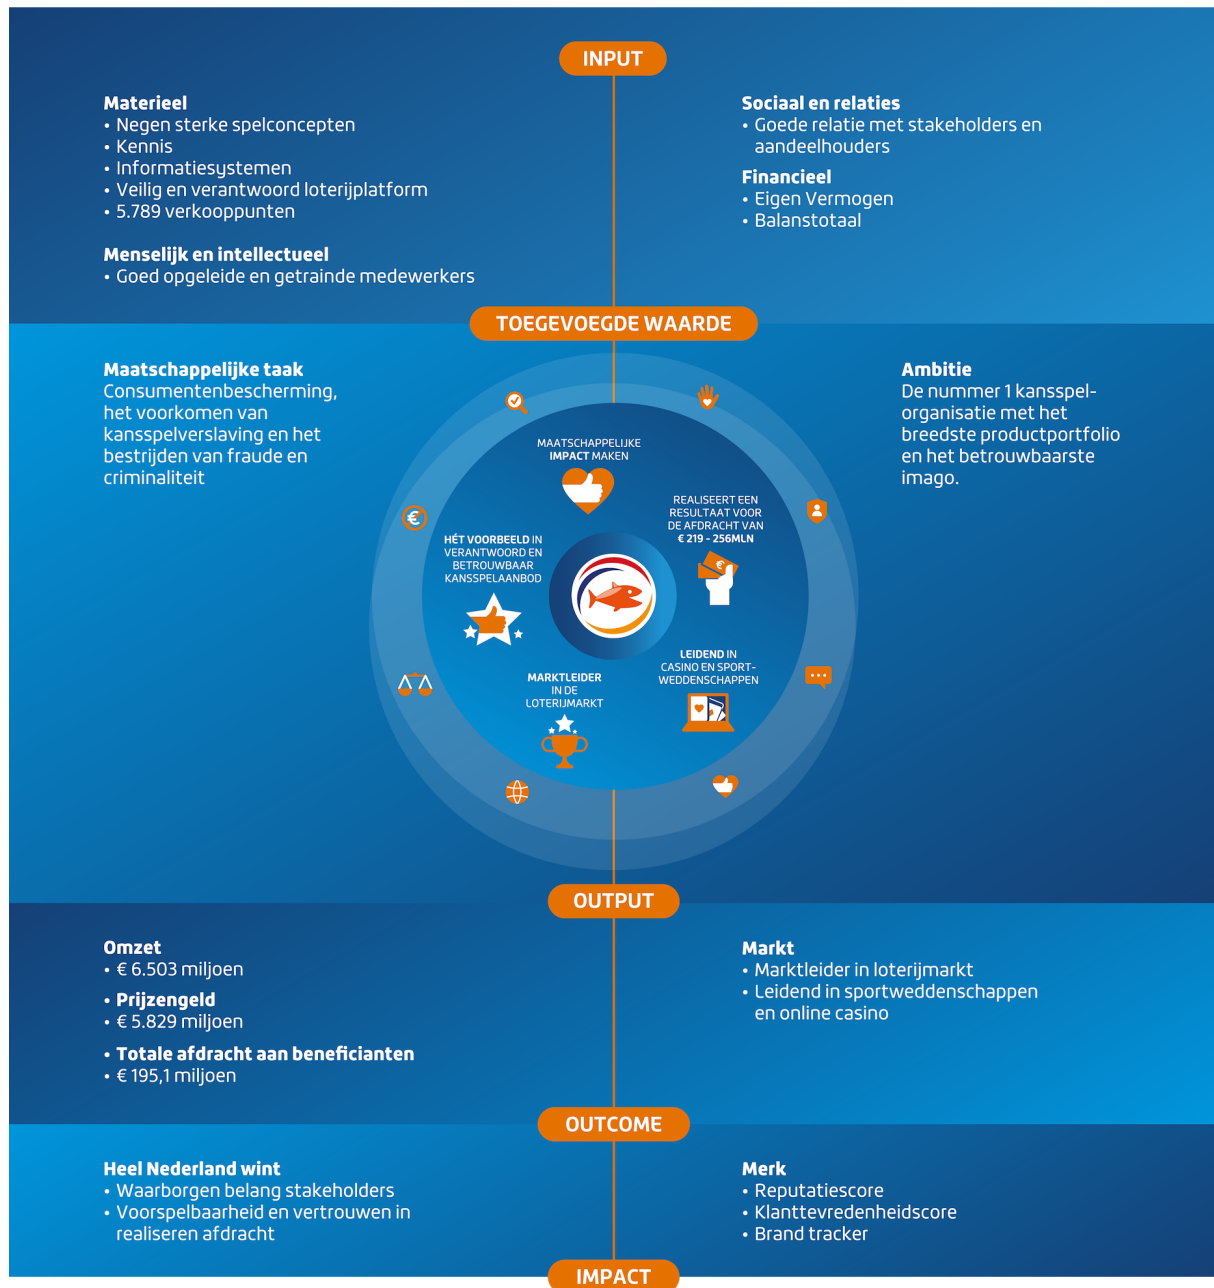 INPUT
Materieel
• Negen sterke spelconcepten
• Kennis
• Informatiesystemen
• Veilig en verantwoord loterijplatform
• 5.789 verkooppunten
Menselijk en intellectueel
• Goed opgeleide en getrainde medewerkers
Sociaal en relaties
• Goede relatie met stakeholders en
aandeelhouders
Financieel
• Eigen Vermogen
• Balanstotaal
TOEGEVOEGDE WAARDE
Maatschappelijke taak
Consumentenbescherming,
het voorkomen van
kansspelverslaving en het
bestrijden van fraude en
criminaliteit
MAATSCHAPPELIJKE
IMPACT MAKEN
REALISEERT EEN
RESULTAAT VOOR
DE AFDRACHT VAN
€ 219 - 256MLN
HÉT VOORBEELD IN
VERANTWOORD EN
BETROUWBAAR
KANSSPELAANBOD
LEIDEND IN
CASINO EN SPORT-
WEDDENSCHAPPEN
MARKTLEIDER
IN DE
LOTERIJMARKT
Ambitie
De nummer 1 kansspel-
organisatie met het
breedste productportfolio
en het betrouwbaarste
imago.
OUTPUT
Omzet
• € 6.503 miljoen
• Prijzengeld
• € 5.829 miljoen
• Totale afdracht aan beneficianten
• € 195,1 miljoen
Markt
• Marktleider in loterijmarkt
• Leidend in sportweddenschappen
en online casino
OUTCOME
Heel Nederland wint
• Waarborgen belang stakeholders
• Voorspelbaarheid en vertrouwen in
realiseren afdracht
Merk
• Reputatiescore
• Klanttevredenheidscore
• Brand tracker
IMPACT